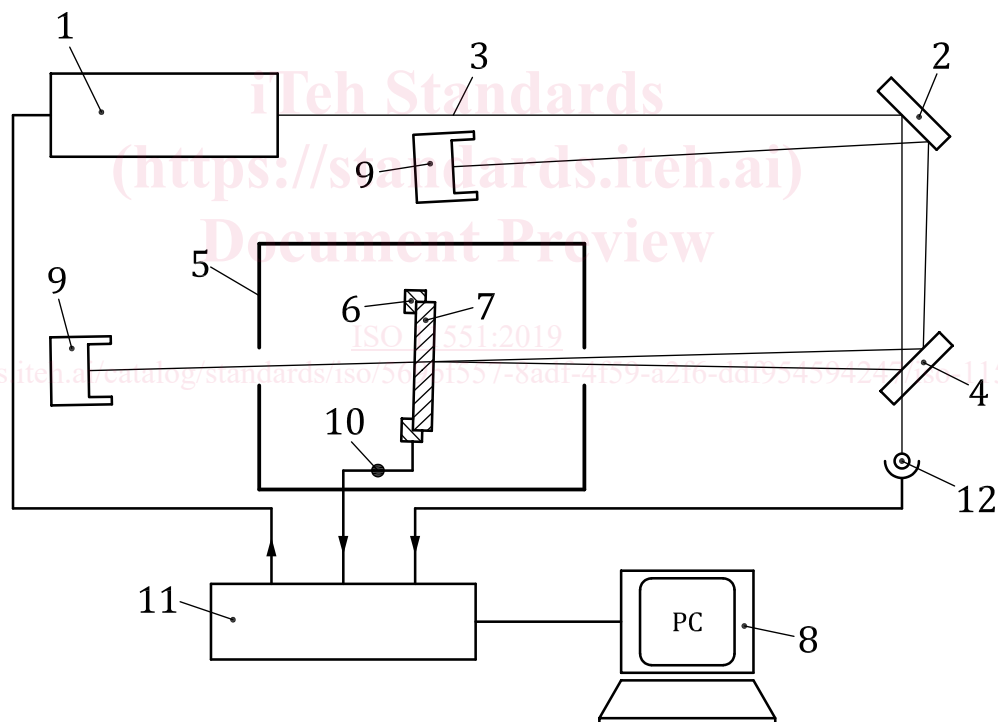 1
3
2
iTeh Standards
(https://standards.iteh.ai)
9
Document Preview
5
9
6
7
ISO 11551:2019
4
10
12
11
PC
8